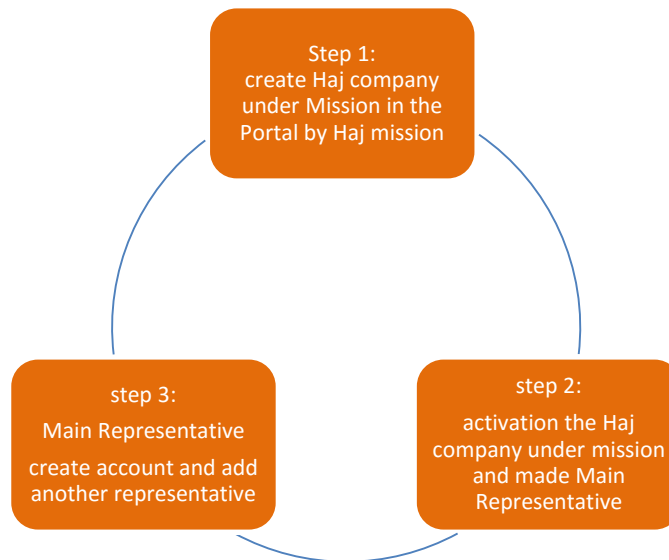 Step 1:
create Haj company
under Mission in the
Portal by Haj mission
step 2:
activation the Haj
company under mission
and made Main
Representative
step 3:
Main Representative
create account and add
another representative